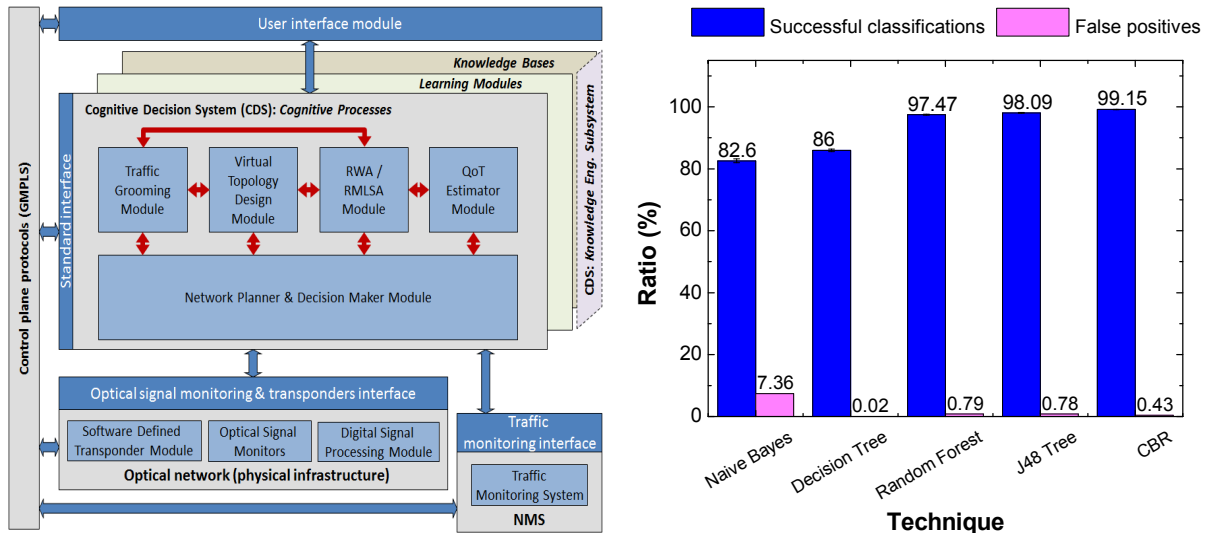 Control plane protocols (GMPLS)
User interface module
Knowledge Bases
Learning Modules
CDS: Knowledge Eng. Subsystem
Standard interface
Cognitive Decision System (CDS): Cognitive Processes
Traffic
Grooming
Module
Virtual
Topology
Design
Module
RWA /
RMLSA
Module
QoT
Estimator
Module
Network Planner & Decision Maker Module
Optical signal monitoring & transponders interface
Software Defined
Transponder Module
Optical Signal
Monitors
Digital Signal
Processing Module
Optical network (physical infrastructure)
Traffic
monitoring interface
Traffic
Monitoring System
NMS
Successful classifications
False positives
Ratio (%)
100
80
60
40
20
0
82.6
7.36
86
0.02
97.47
0.79
98.09
0.78
99.15
0.43
Naive Bayes
Decision Tree
Random Forest
J48 Tree
CBR
Technique